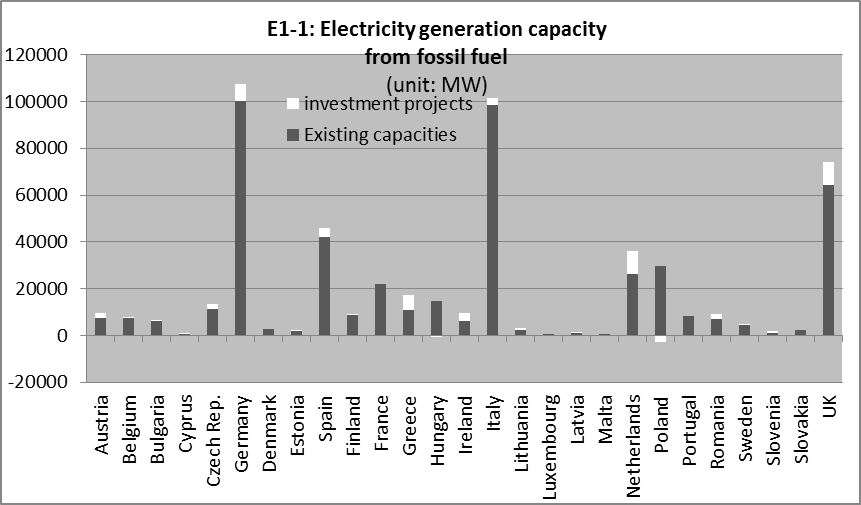 E1-1: Electricity generation capacity
from fossil fuel
(unit: MW)
investment projects
Existing capacities
120000
100000
80000
60000
40000
20000
0
-20000
Austria
Belgium
Bulgaria
Cyprus
Czech Rep.
Germany
Denmark
Estonia
Spain
Finland
France
Greece
Hungary
Ireland
Italy
Lithuania
Luxembourg
Latvia
Malta
Netherlands
Poland
Portugal
Romania
Sweden
Slovenia
Slovakia
UK